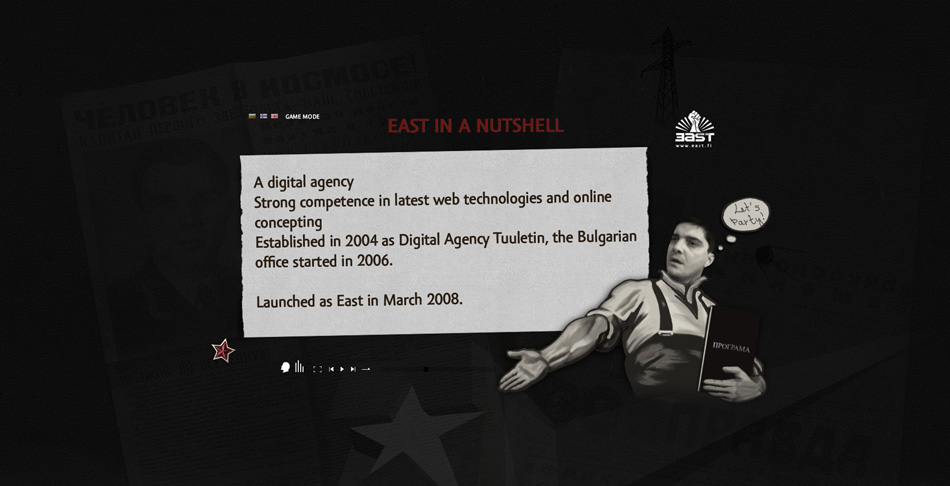 ЧЕЛОВЕК В КОСМОСЕ!
GAME MODE
EAST IN A NUTSHELL
EAST
www.east.fi
A digital agency
Strong competence in latest web technologies and online
concepting
Established in 2004 as Digital Agency Tuuletin, the Bulgarian
office started in 2006.
Launched as East in March 2008.
Let's
party!
ПРОГРАМА
ПРАВДА